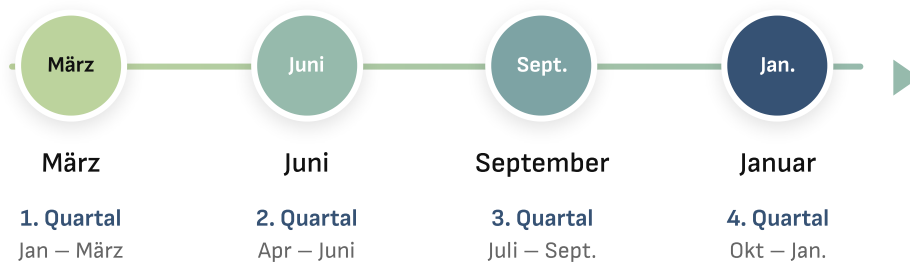 März Juni Sept. Jan.
März Juni September Januar
1. Quartal 2. Quartal 3. Quartal 4. Quartal
Jan – März Apr – Juni Juli – Sept. Okt – Jan.